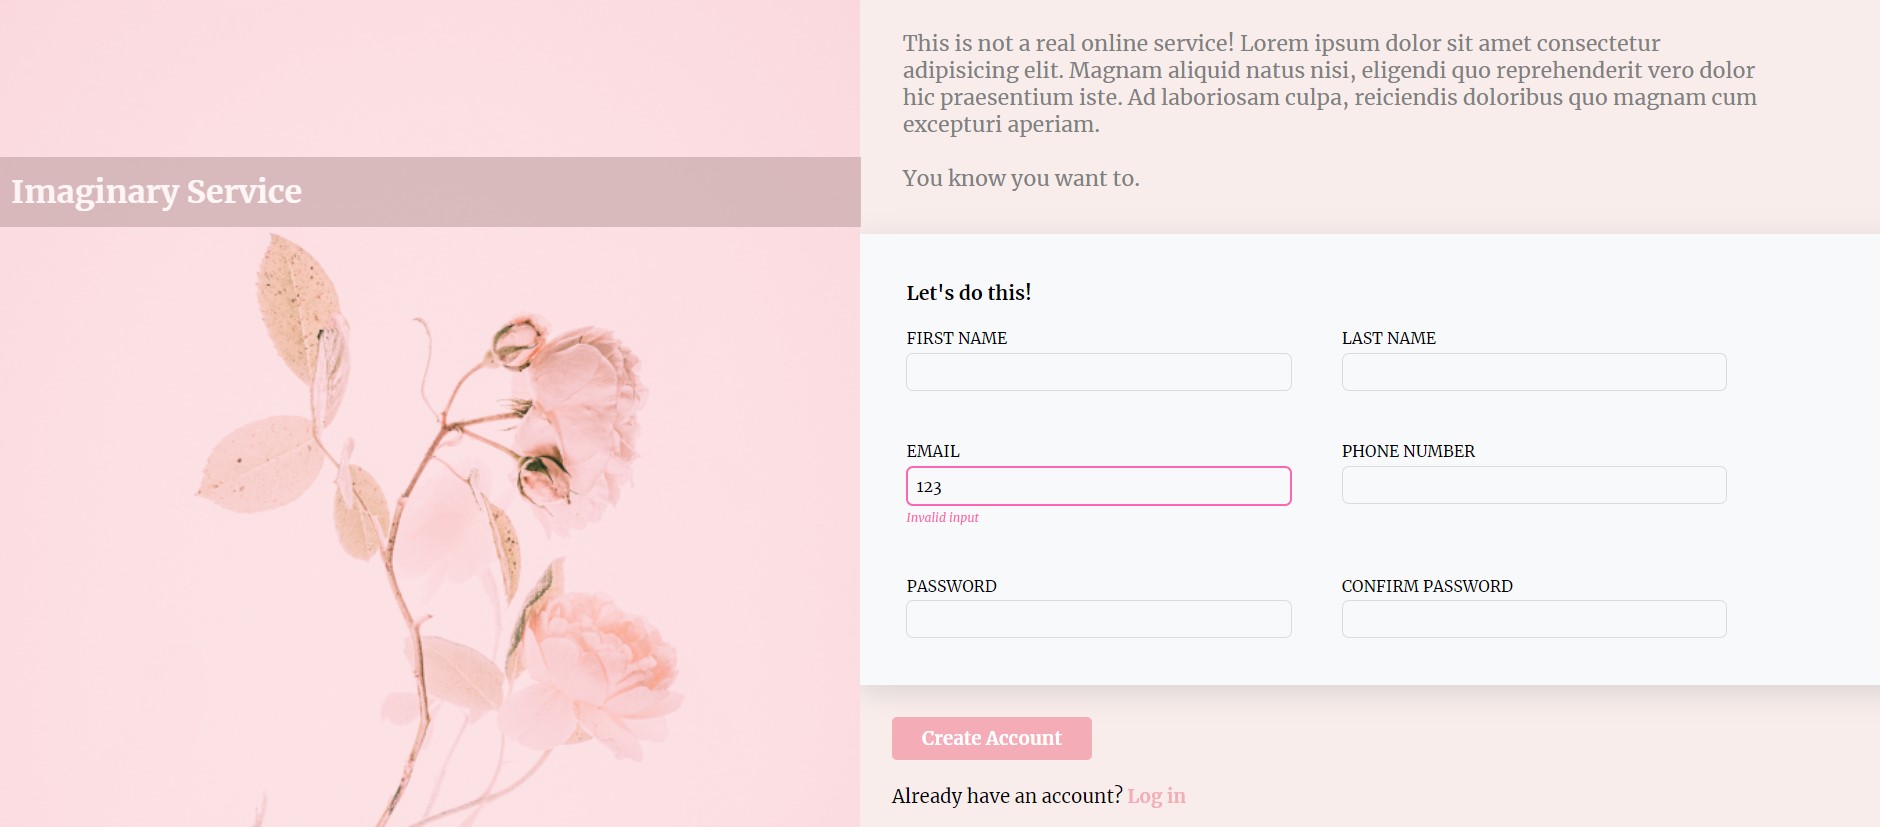 Imaginary Service
This is not a real online service! Lorem ipsum dolor sit amet consectetur
adipisicing elit. Magnam aliquid natus nisi, eligendi quo reprehenderit vero dolor
hic praesentium iste. Ad laboriosam culpa, reiciendis doloribus quo magnam cum
excepturi aperiam.
You know you want to.
Let's do this!
FIRST NAME
LAST NAME
EMAIL
PHONE NUMBER
123
Invalid input
PASSWORD
CONFIRM PASSWORD
Create Account
Already have an account? Log in